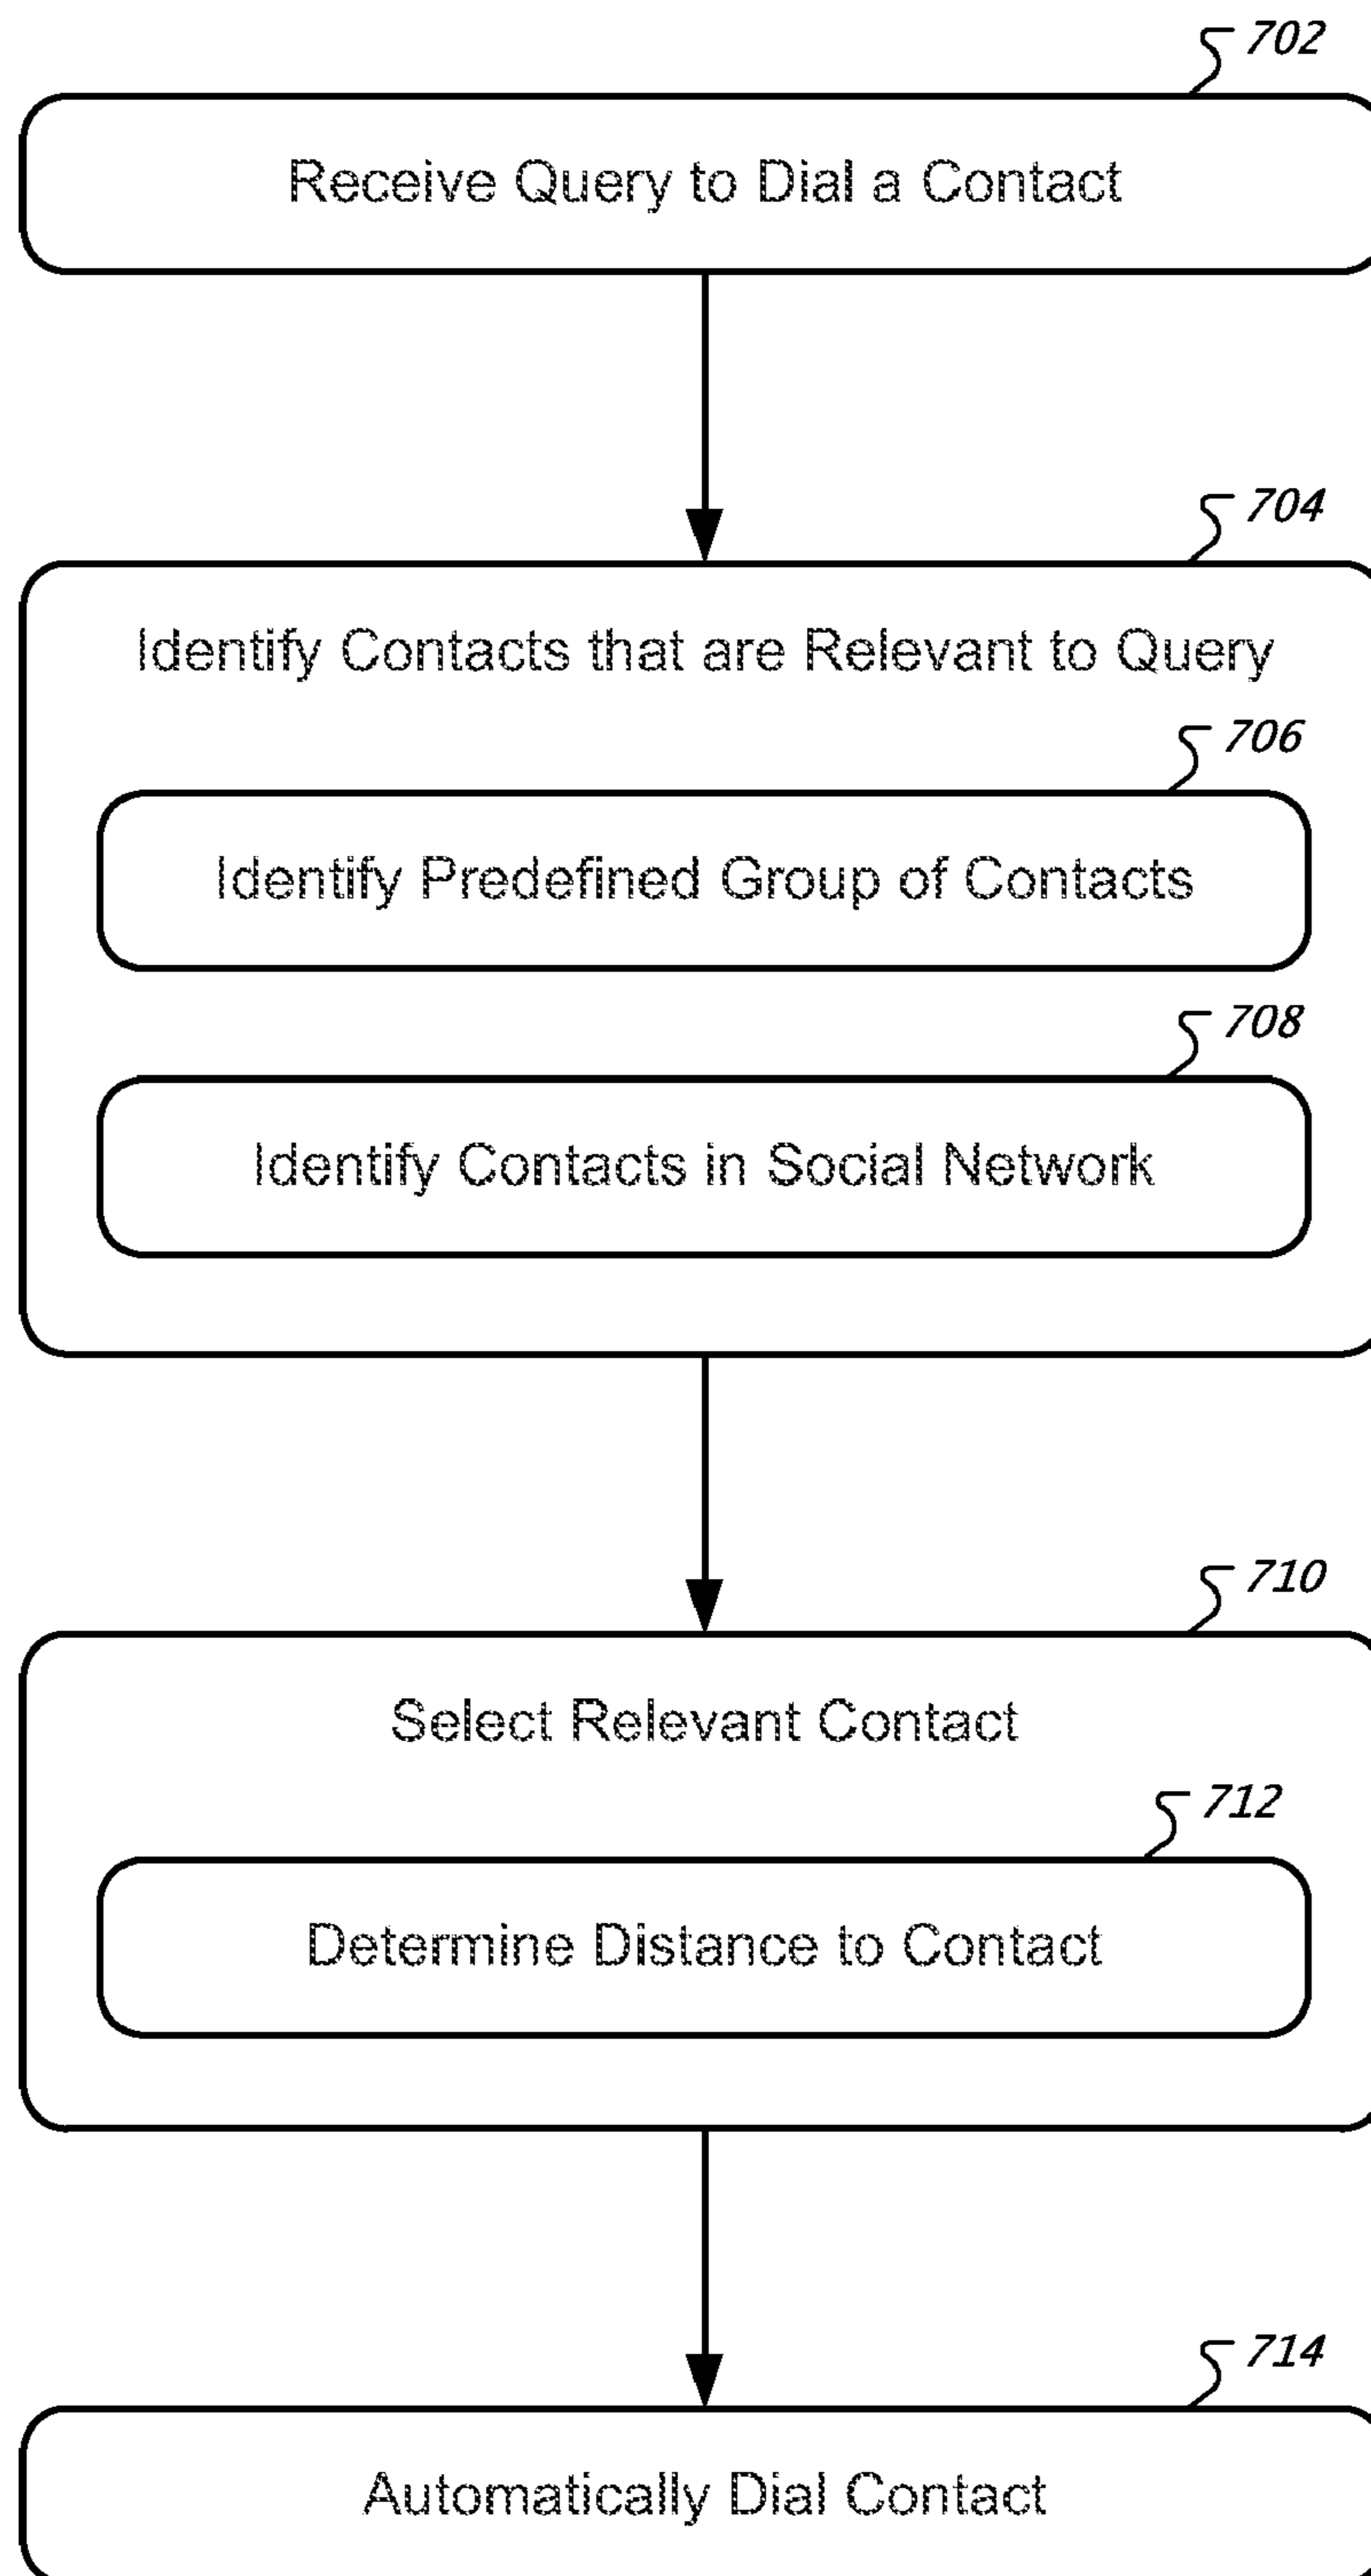 702
Receive Query to Dial a Contact
704
Identify Contacts that are Relevant to Query
706
Identify Predefined Group of Contacts
708
Identify Contacts in Social Network
710
Select Relevant Contact
712
Determine Distance to Contact
714
Automatically Dial Contact